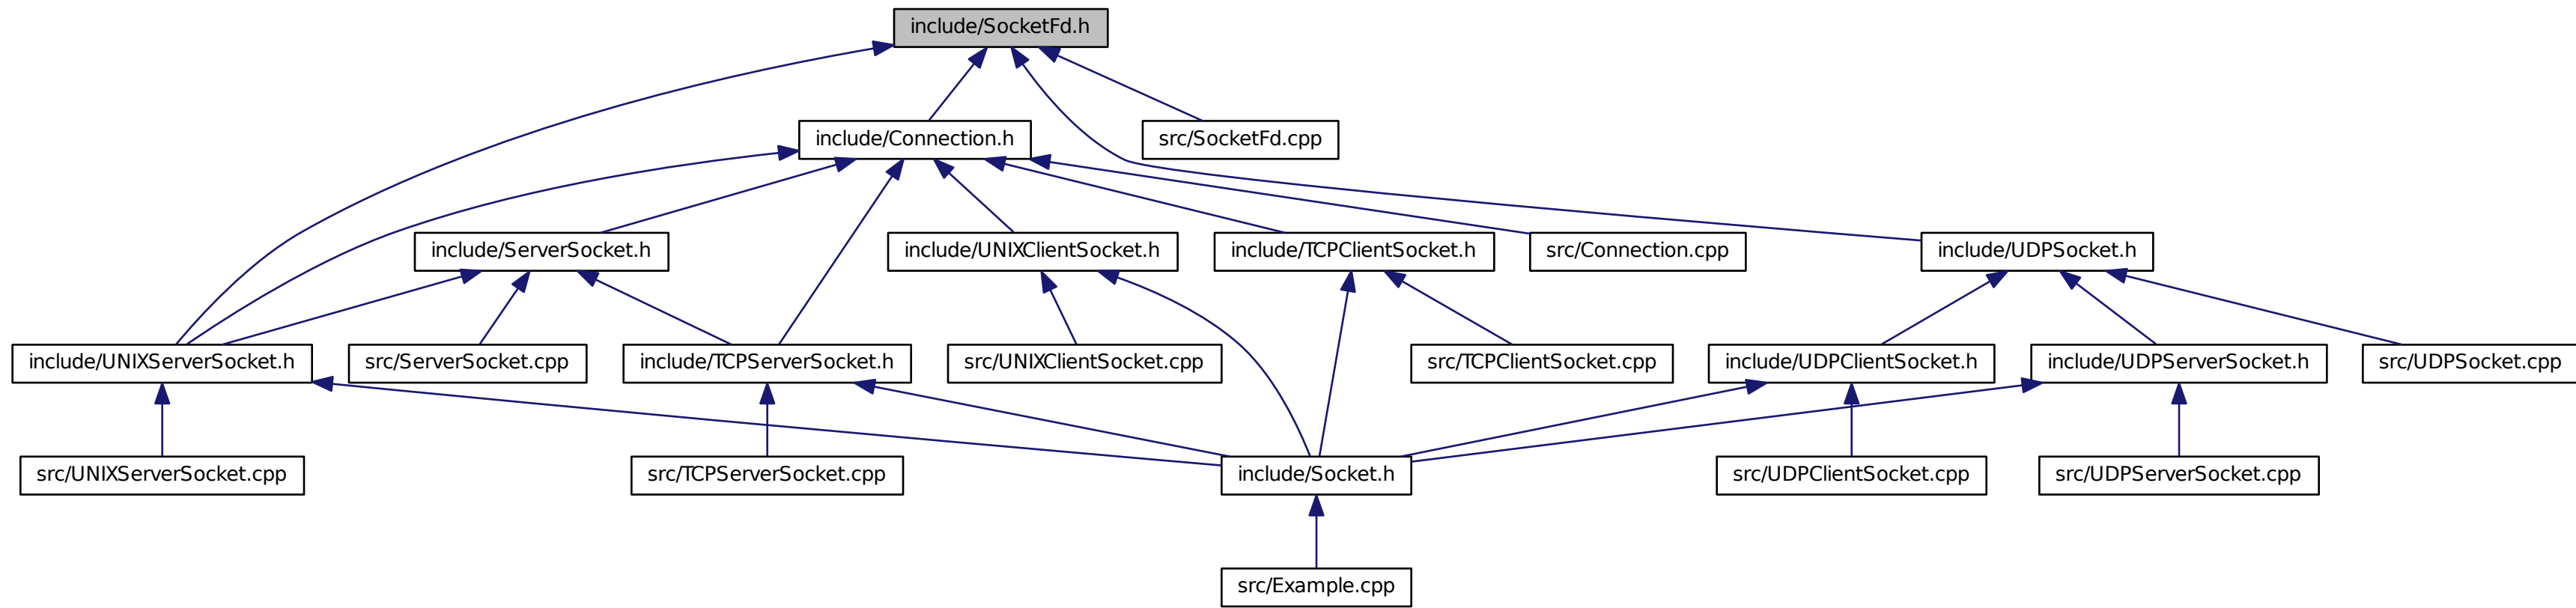 include/SocketFd.h
include/Connection.h
src/SocketFd.cpp
include/ServerSocket.h
include/UNIXClientSocket.h
include/TCPClientSocket.h
src/Connection.cpp
include/UDPSocket.h
include/UNIXServerSocket.h
src/ServerSocket.cpp
include/TCPServerSocket.h
src/UNIXClientSocket.cpp
src/TCPClientSocket.cpp
include/UDPClientSocket.h
include/UDPServerSocket.h
src/UDPSocket.cpp
src/UNIXServerSocket.cpp
src/TCPServerSocket.cpp
include/Socket.h
src/UDPClientSocket.cpp
src/UDPServerSocket.cpp
src/Example.cpp